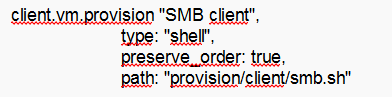 client.vm.provision "SMB client",
type: "shell",
preserve_order: true,
path: "provision/client/smb.sh"